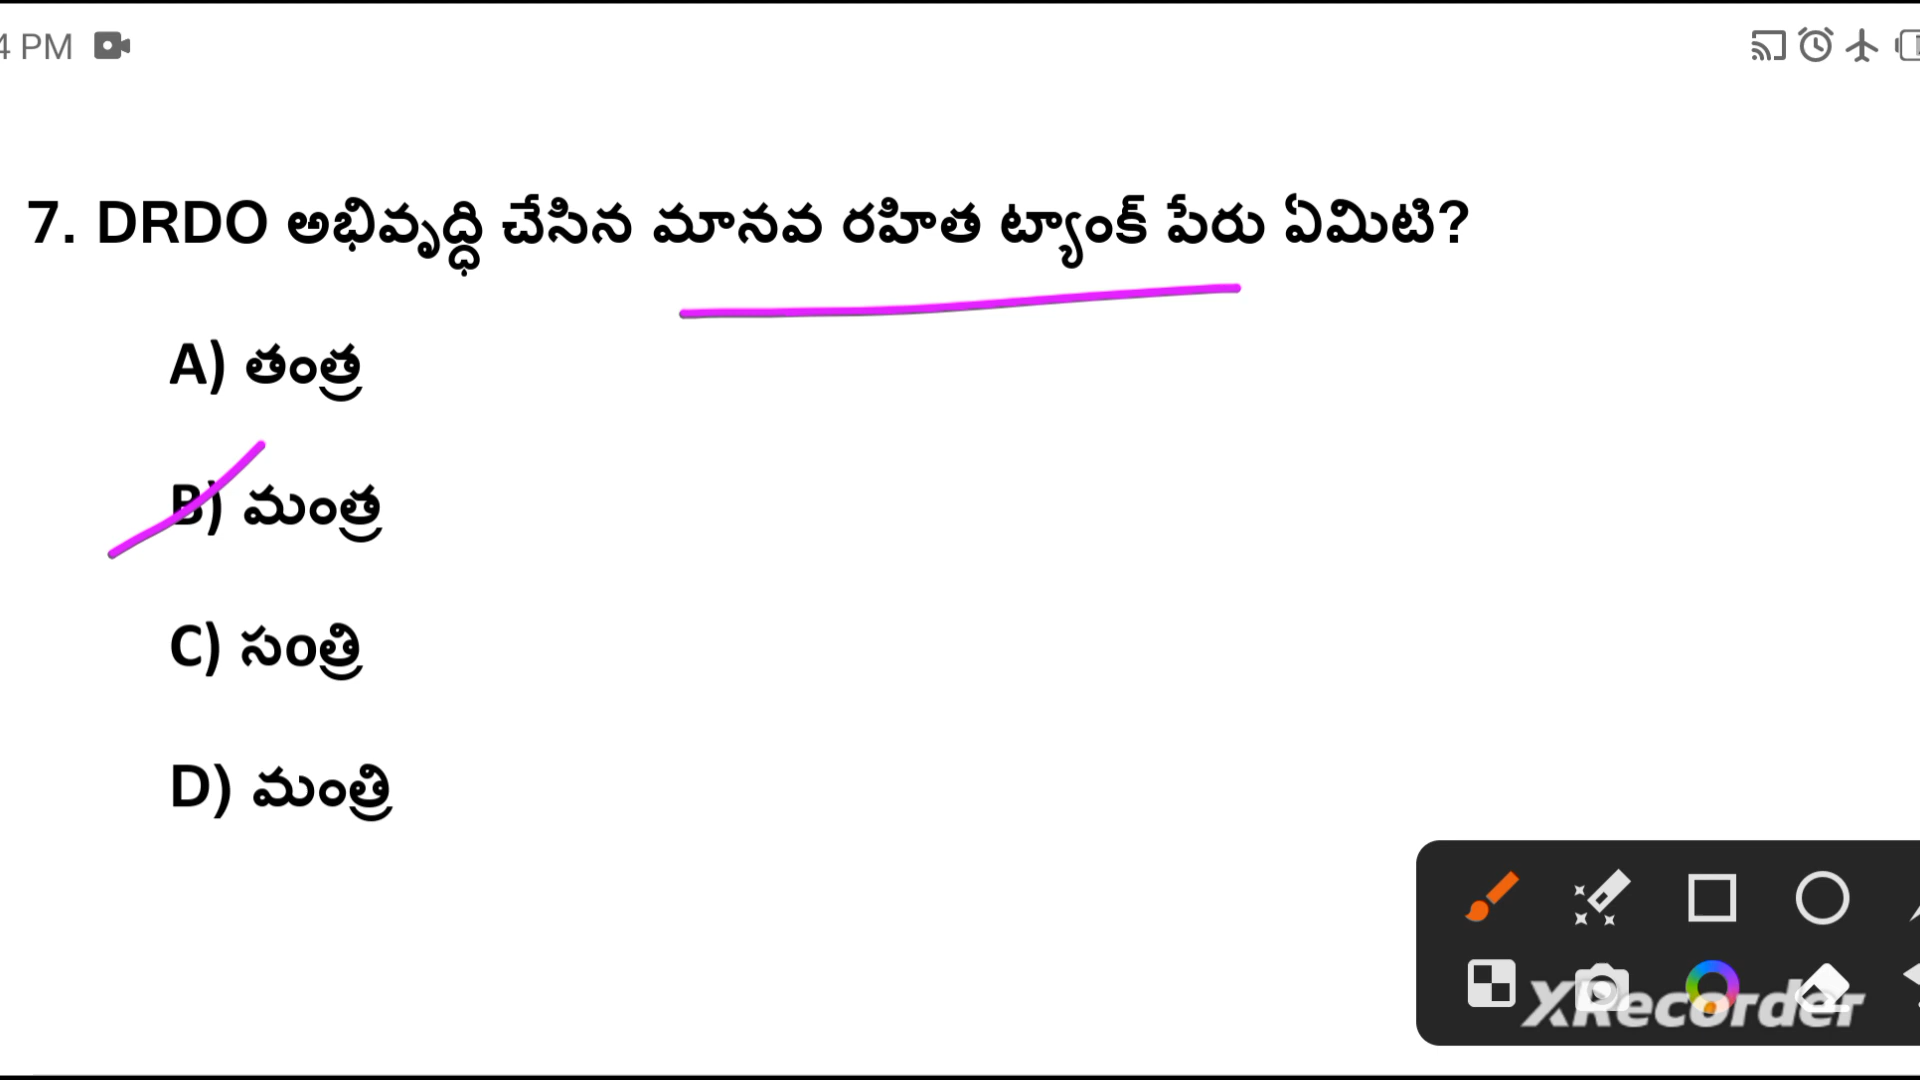 4 PM
7. DRDO అభివృద్ధి చేసిన మానవ రహిత ట్యాంక్ పేరు ఏమిటి?
A) తంత్ర
B) మంత్ర
C) సంత్రి
D) మంత్రి
XRecorder